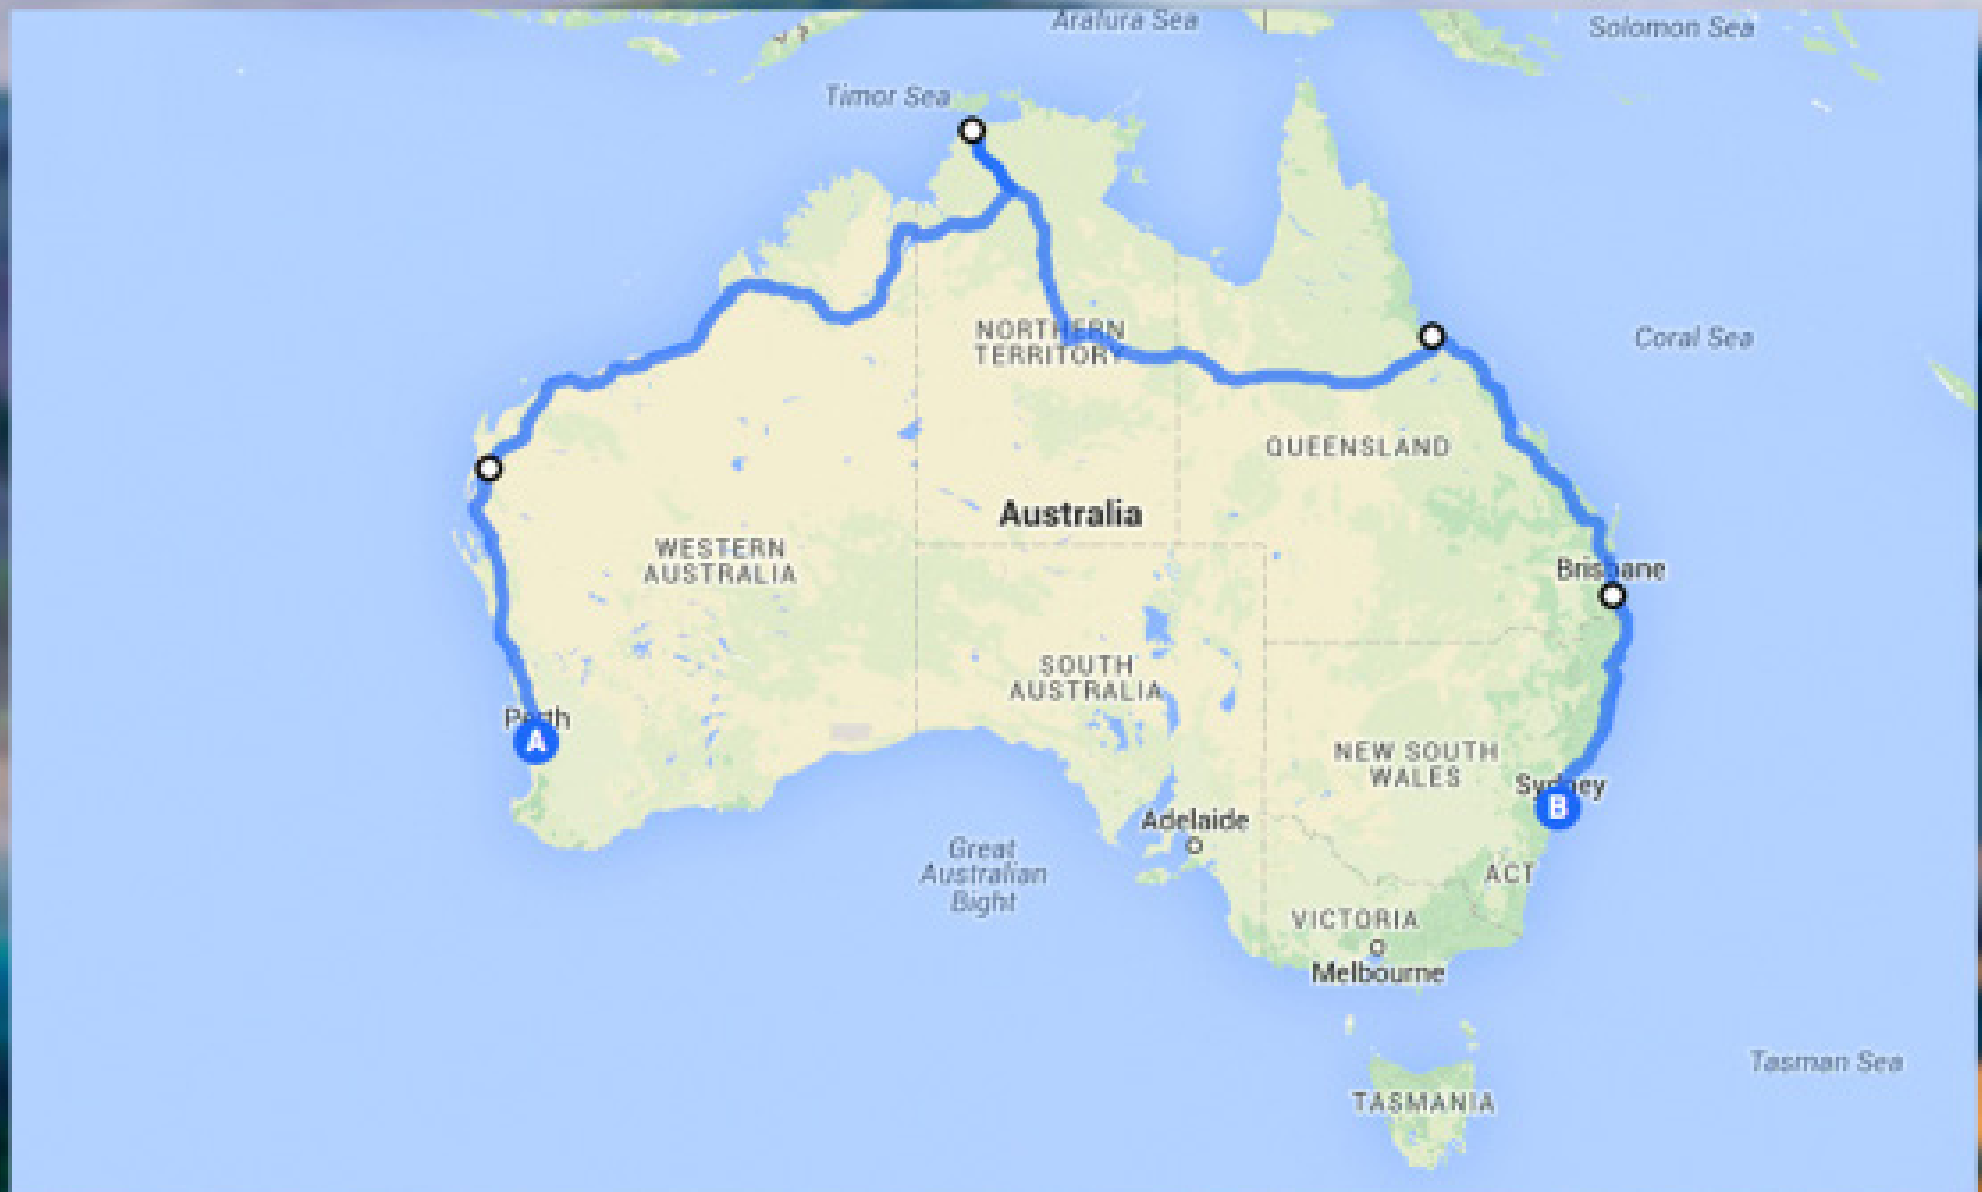 Arafura Sea
Solomon Sea
Timor Sea
NORTHERN
TERRITORY
Coral Sea
QUEENSLAND
Australia
WESTERN
AUSTRALIA
Brisbane
SOUTH
AUSTRALIA
Perth
A
NEW SOUTH
WALES
Sydney
B
Adelaide
Great
Australian
Bight
ACT
VICTORIA
Melbourne
Tasman Sea
TASMANIA